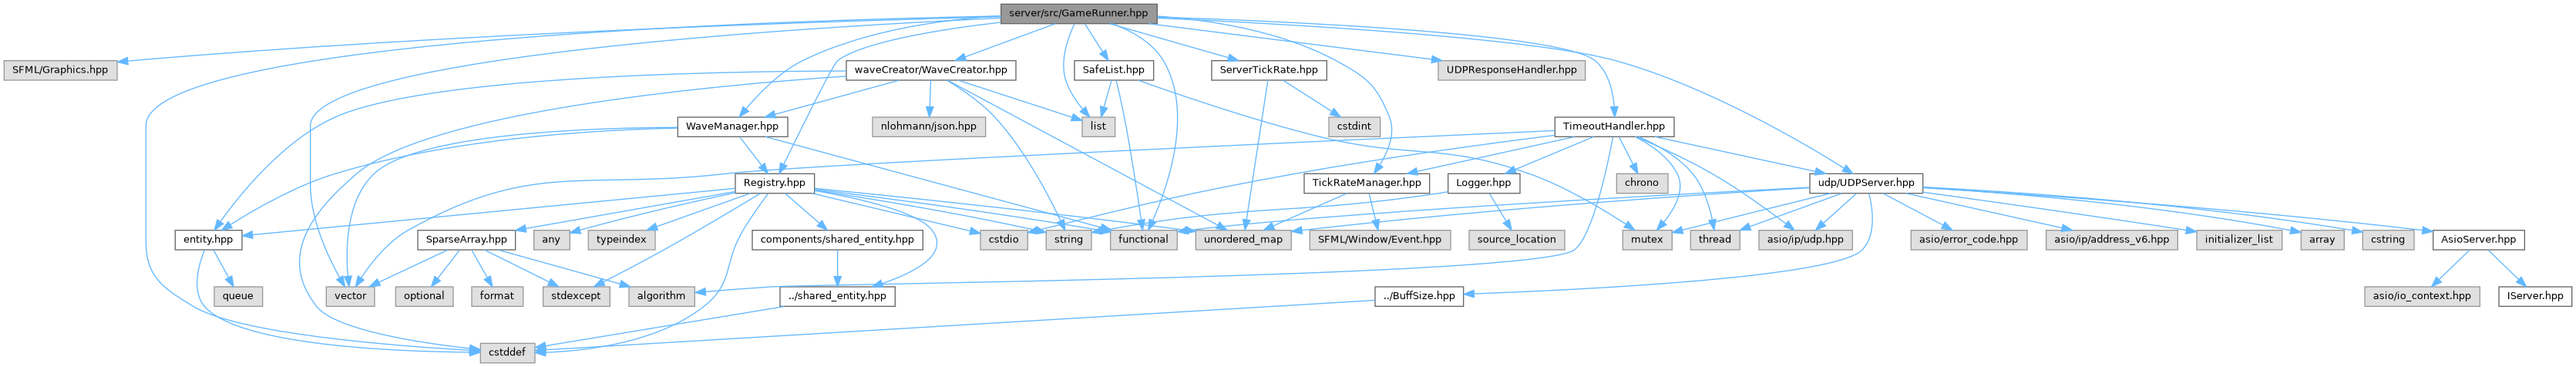 server/src/GameRunner.hpp
SFML/Graphics.hpp
waveCreator/WaveCreator.hpp
SafeList.hpp
ServerTickRate.hpp
UDPResponseHandler.hpp
WaveManager.hpp
nlohmann/json.hpp
list
cstdint
TimeoutHandler.hpp
Registry.hpp
TickRateManager.hpp
Logger.hpp
chrono
udp/UDPServer.hpp
entity.hpp
SparseArray.hpp
any
typeindex
components/shared_entity.hpp
cstdio
string
functional
unordered_map
SFML/Window/Event.hpp
source_location
mutex
thread
asio/ip/udp.hpp
asio/error_code.hpp
asio/ip/address_v6.hpp
initializer_list
array
cstring
AsioServer.hpp
queue
vector
optional
format
stdexcept
algorithm
../shared_entity.hpp
../BuffSize.hpp
asio/io_context.hpp
IServer.hpp
cstddef